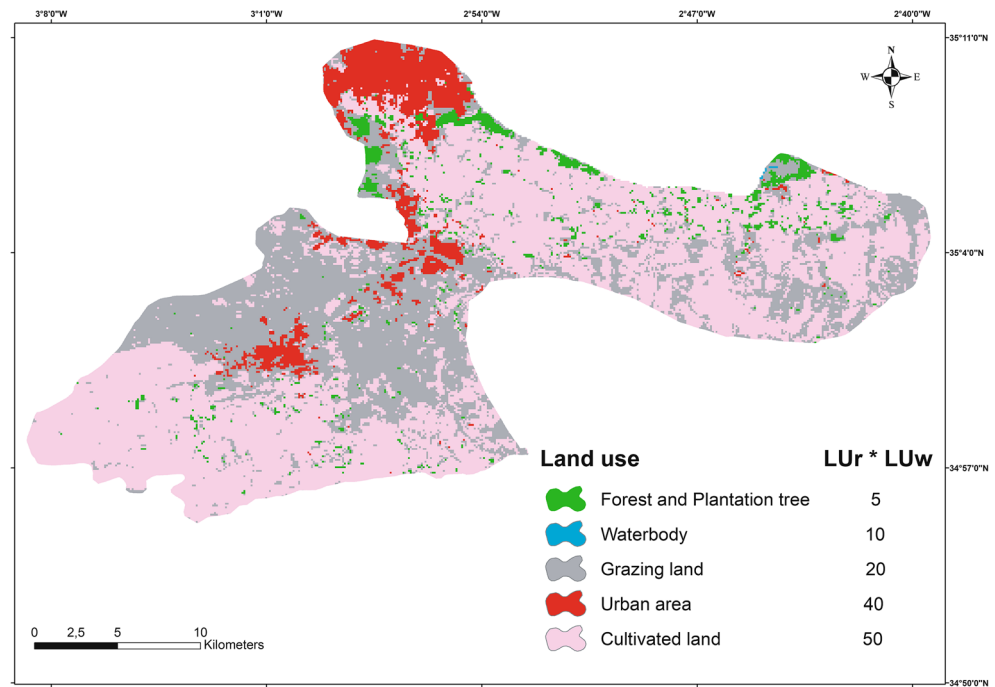 3°8'0"W 3°1'0"W 2°54'0"W 2°47'0"W 2°40'0"W
35°11'0"N
N
W E
S
35°4'0"N
34°57'0"N
Land use LUr * LUw
Forest and Plantation tree 5
Waterbody 10
Grazing land 20
Urban area 40
Cultivated land 50
0 2,5 5 10
Kilometers
34°50'0"N